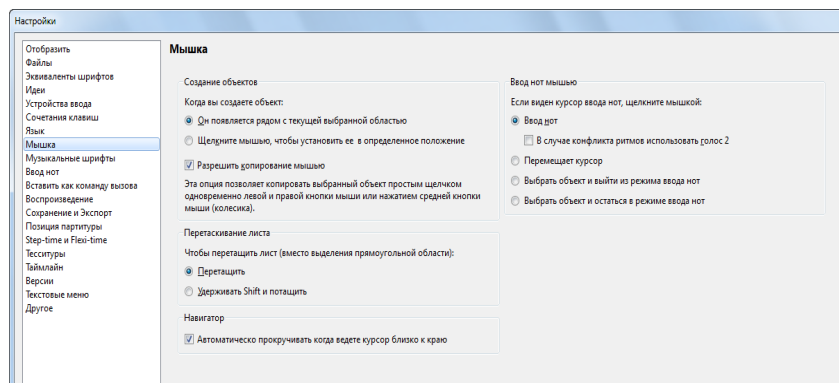 Настройки
Отобразить
Файлы
Эквиваленты шрифтов
Идеи
Устройства ввода
Сочетания клавиш
Язык
Мышка
Музыкальные шрифты
Ввод нот
Вставить как команду вызова
Воспроизведение
Сохранение и Экспорт
Позиция партитуры
Step-time и Flexi-time
Тесситуры
Таймлайн
Версии
Текстовые меню
Другое
Мышка
Создание объектов
Когда вы создаете объект:
Он появляется рядом с текущей выбранной областью
Щелкните мышью, чтобы установить ее в определенное положение
Разрешить копирование мышью
Эта опция позволяет копировать выбранный объект простым щелчком
одновременно левой и правой кнопки мыши или нажатием средней кнопки
мыши (колесика).
Перетаскивание листа
Чтобы перетащить лист (вместо выделения прямоугольной области):
Перетащить
Удерживать Shift и потащить
Навигатор
Автоматическо прокручивать когда ведете курсор близко к краю
Ввод нот мышью
Если виден курсор ввода нот, щелкните мышкой:
Ввод нот
В случае конфликта ритмов использовать голос 2
Перемещает курсор
Выбрать объект и выйти из режима ввода нот
Выбрать объект и остаться в режиме ввода нот